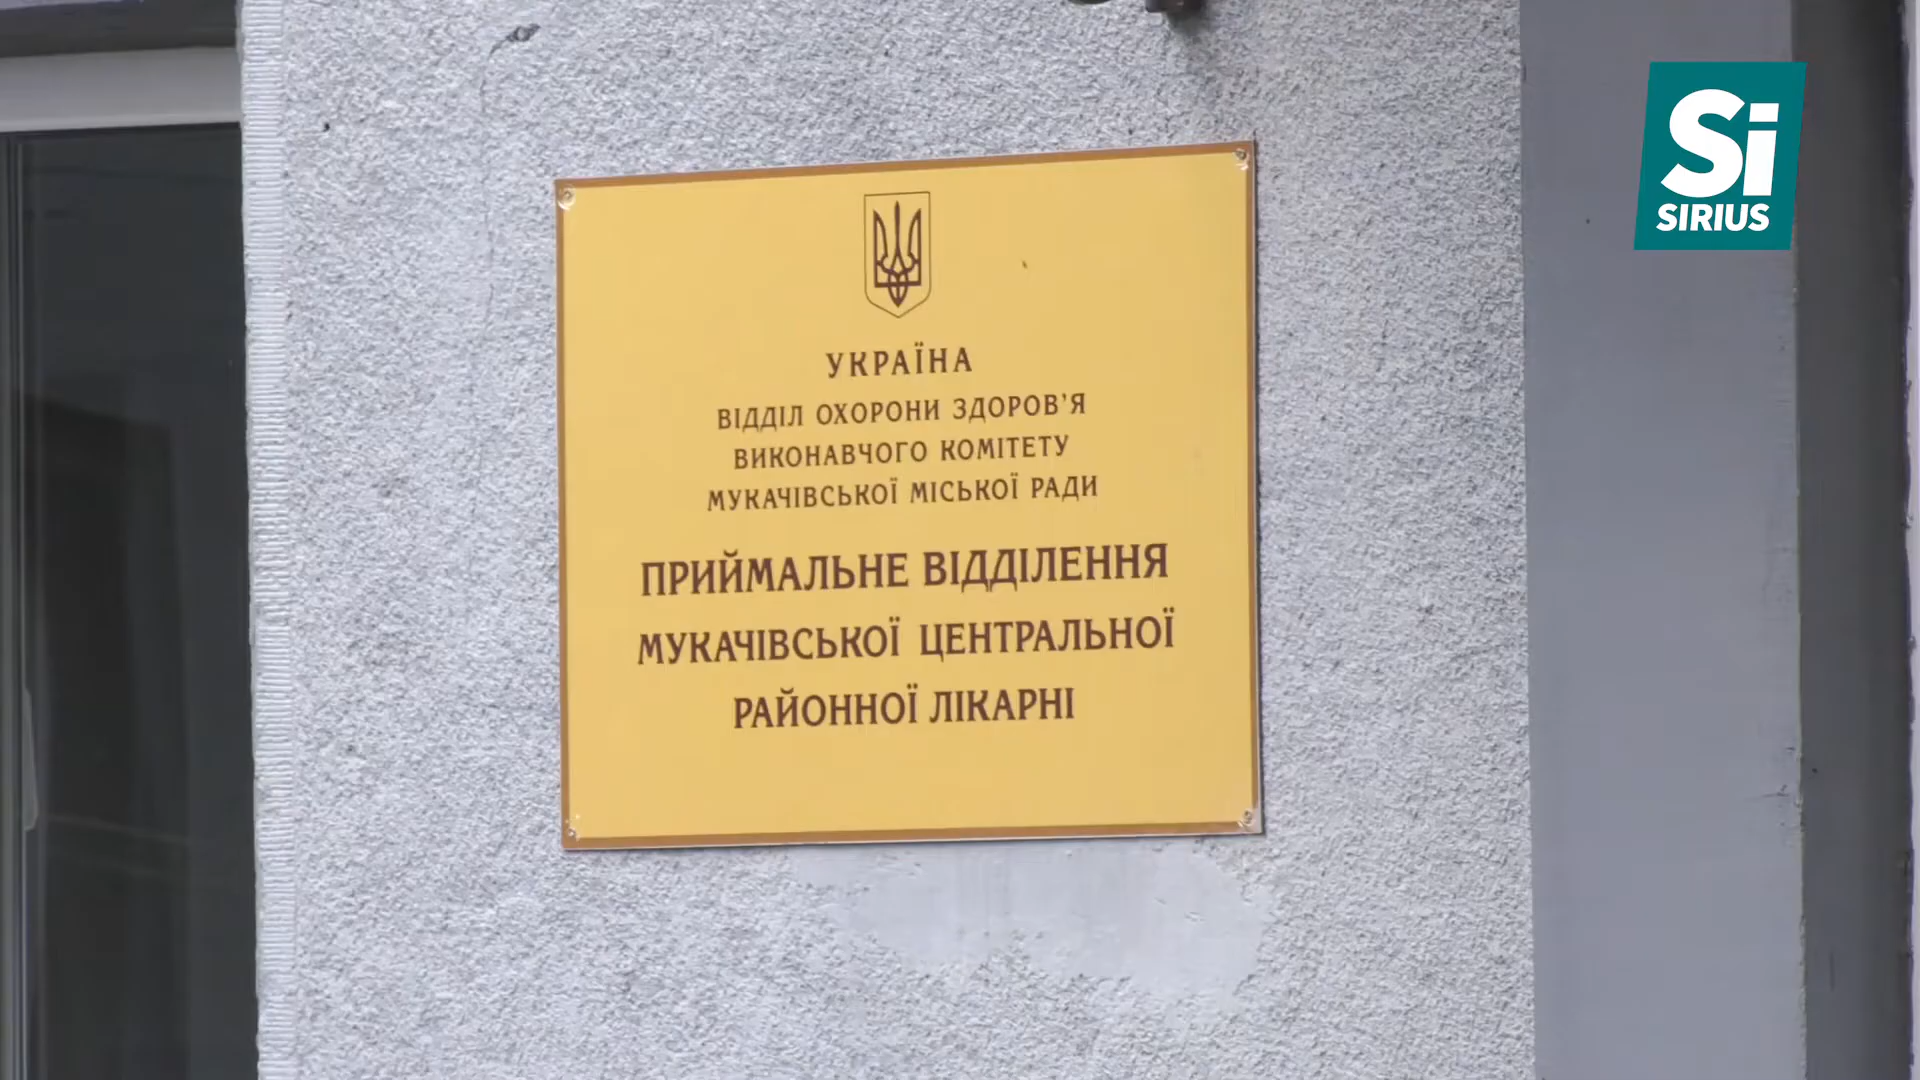 Si
SIRIUS
УКРАЇНА
ВІДДІЛ ОХОРОНИ ЗДОРОВ'Я
ВИКОНАВЧОГО КОМІТЕТУ
МУКАЧІВСЬКОЇ МІСЬКОЇ РАДИ
ПРИЙМАЛЬНЕ ВІДДІЛЕННЯ
МУКАЧІВСЬКОЇ ЦЕНТРАЛЬНОЇ
РАЙОННОЇ ЛІКАРНІ